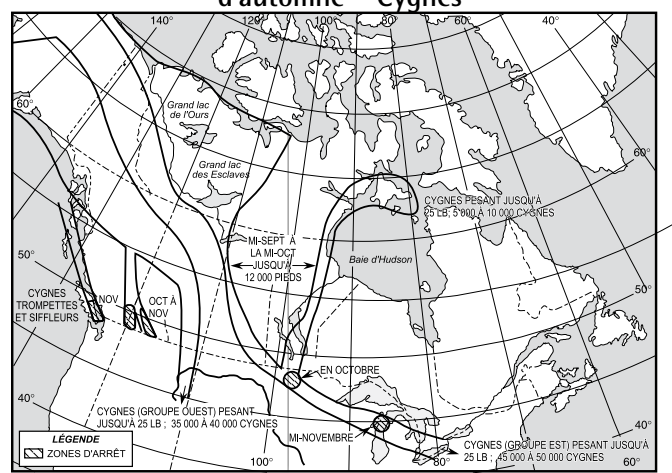 d'automne – Cygnes
140°
120°
100°
80°
60°
40°
60°
Grand lac
de l'Ours
Grand lac
des Esclaves
60°
CYGNES PESANT JUSQU'À
25 LB; 5 000 À 10 000 CYGNES
MI-SEPT À
LA MI-OCT
JUSQU'À
12 000 PIEDS
Baie d'Hudson
50°
50°
CYGNES
TROMPETTES
ET SIFFLEURS
NOV
OCT À
NOV
EN OCTOBRE
40°
40°
CYGNES (GROUPE OUEST) PESANT
JUSQU'À 25 LB ; 35 000 À 40 000 CYGNES
MI-NOVEMBRE
CYGNES (GROUPE EST) PESANT JUSQU'À
25 LB ; 45 000 À 50 000 CYGNES
LÉGENDE
ZONES D'ARRÊT
100°
80°
60°